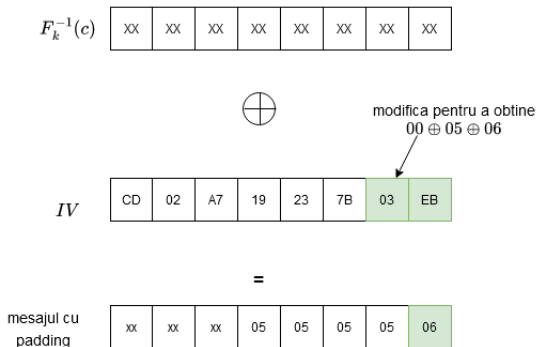 F_k^{-1}(c) XX XX XX XX XX XX XX XX
⊕
modifica pentru a obtine
00 ⊕ 05 ⊕ 06
IV CD 02 A7 19 23 7B 03 EB
=
mesajul cu
padding
xx xx xx 05 05 05 05 06